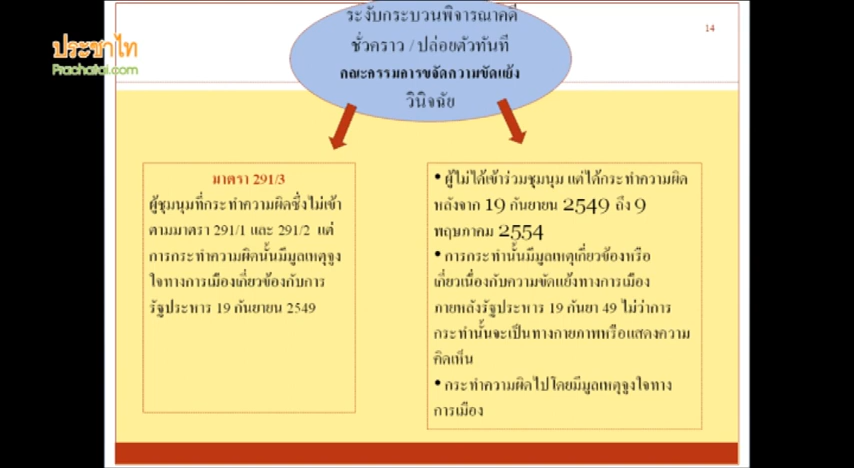 ระงับกระบวนพิจารณาคดี
14
ประชาไท
Prachatai.com
ชั่วคราว / ปล่อยตัวทันที
คณะกรรมการขจัดความขัดแย้ง
วินิจฉัย
มาตรา 291/3
ผู้ชุมนุมที่กระทำความผิดซึ่งไม่เข้า
ตามมาตรา 291/1 และ 291/2 แต่
การกระทำความผิดนั้นมีมูลเหตุจูง
ใจทางการเมืองเกี่ยวข้องกับการ
รัฐประหาร 19 กันยายน 2549
• ผู้ไม่ได้เข้าร่วมชุมนุม แต่ได้กระทำความผิด
หลังจาก 19 กันยายน 2549 ถึง 9
พฤษภาคม 2554
• การกระทำนั้นมีมูลเหตุเกี่ยวข้องหรือ
เกี่ยวเนื่องกับความขัดแย้งทางการเมือง
ภายหลังรัฐประหาร 19 กันยา 49 ไม่ว่าการ
กระทำนั้นจะเป็นทางกายภาพหรือแสดงความ
คิดเห็น
• กระทำความผิดไปโดยมีมูลเหตุจูงใจทาง
การเมือง